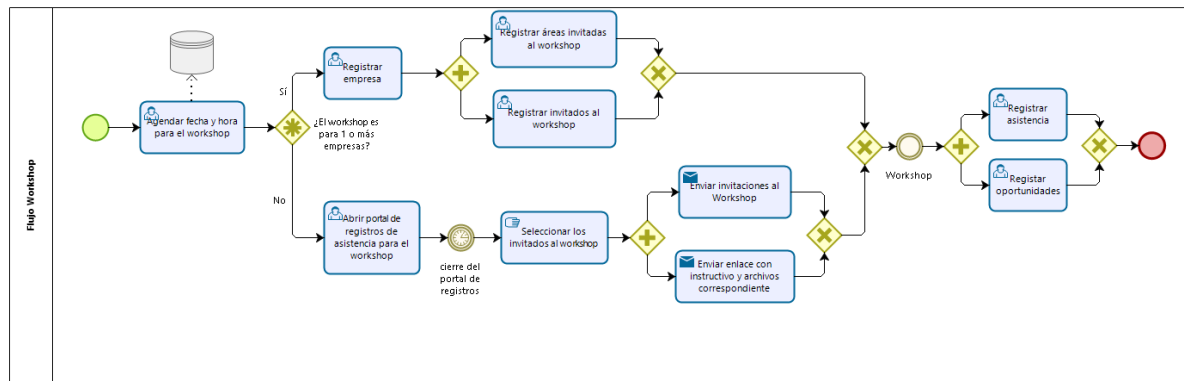 Flujo Workshop
Agendar fecha y hora
para el workshop
Sí
¿El workshop es
para 1 o más
empresas?
No
Registrar
empresa
Registrar áreas invitadas
al workshop
Registrar invitados al
workshop
Abrir portal de
registros de
asistencia para el
workshop
cierre del
portal de
registros
Seleccionar los
invitados al workshop
Enviar invitaciones al
Workshop
Enviar enlace con
instructivo y archivos
correspondiente
Workshop
Registrar
asistencia
Registar
oportunidades